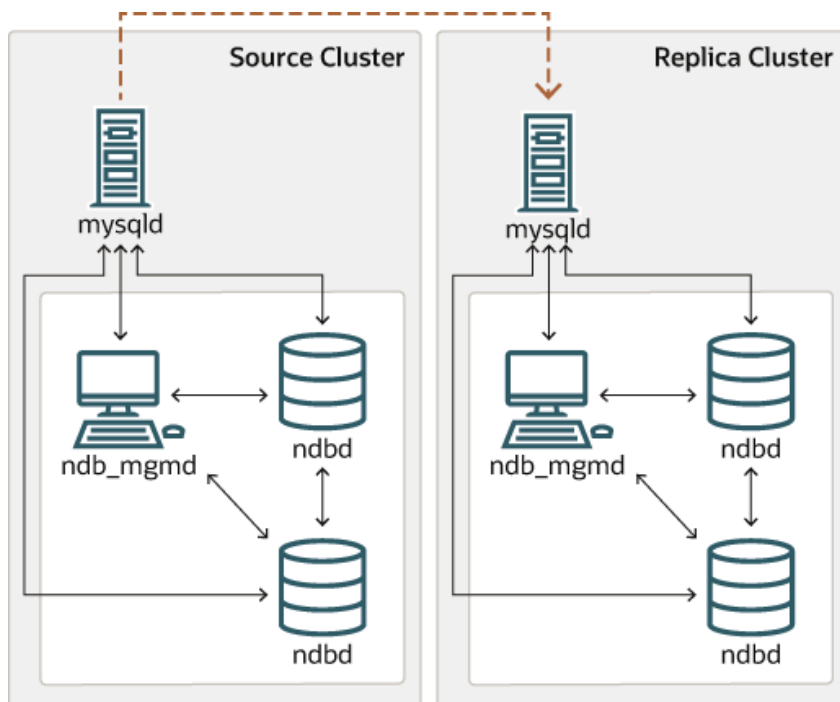 Source Cluster
mysqld
ndb_mgmd
ndbd
ndbd
Replica Cluster
mysqld
ndb_mgmd
ndbd
ndbd